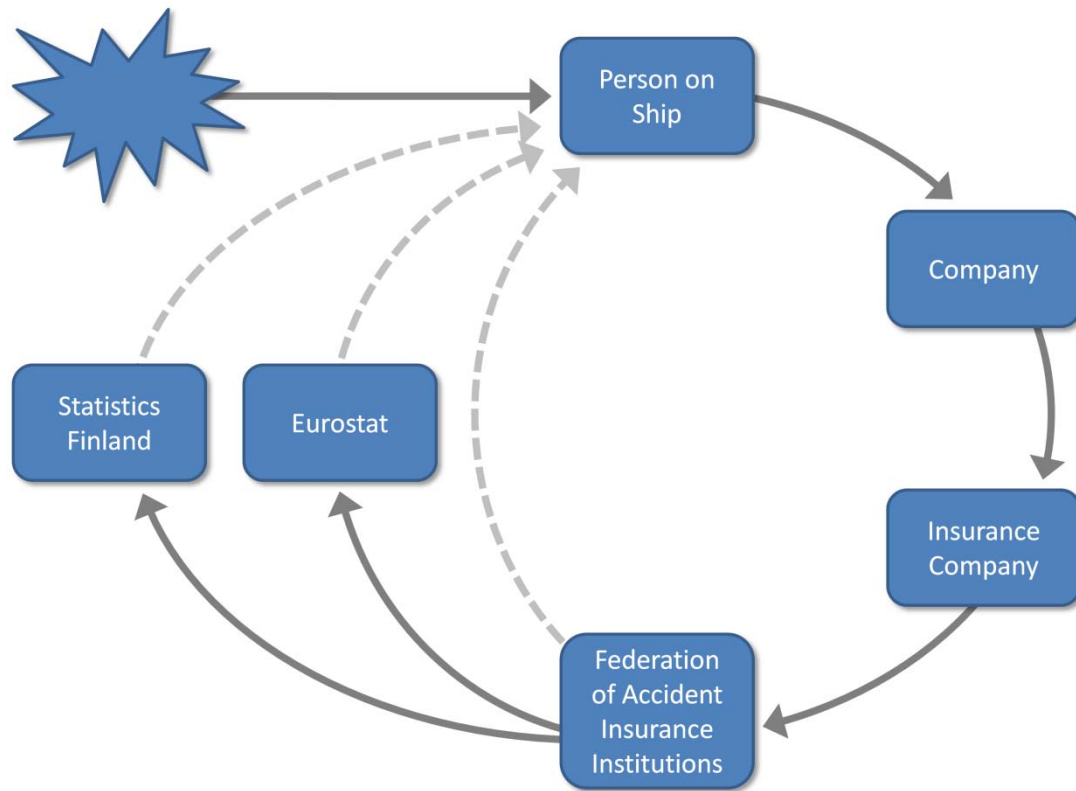 Person on
Ship
Company
Statistics
Finland
Eurostat
Insurance
Company
Federation
of Accident
Insurance
Institutions